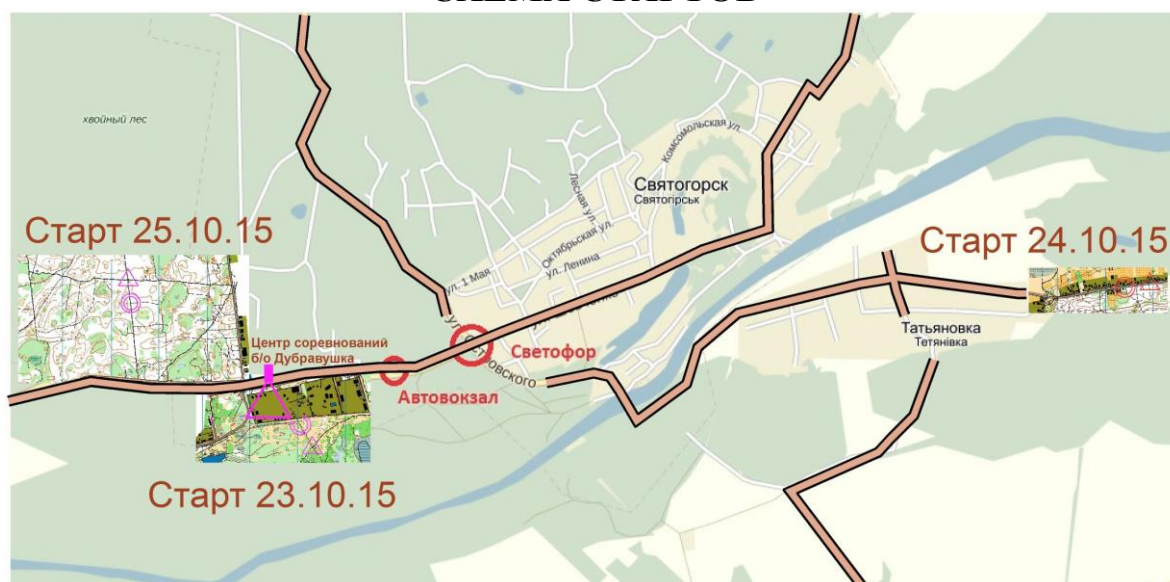 СХЕМА СТАРТОВ
хвойный лес
Комсомольская ул.
Лесная ул.
Святогорск
Святогірськ
Старт 25.10.15
Октябрьская ул.
Старт 24.10.15
ул. 1 Мая
ул. Ленина
Татьяновка
Тетянівка
Центр соревнований
б/о Дубравушка
Светофор
Автовокзал
Старт 23.10.15